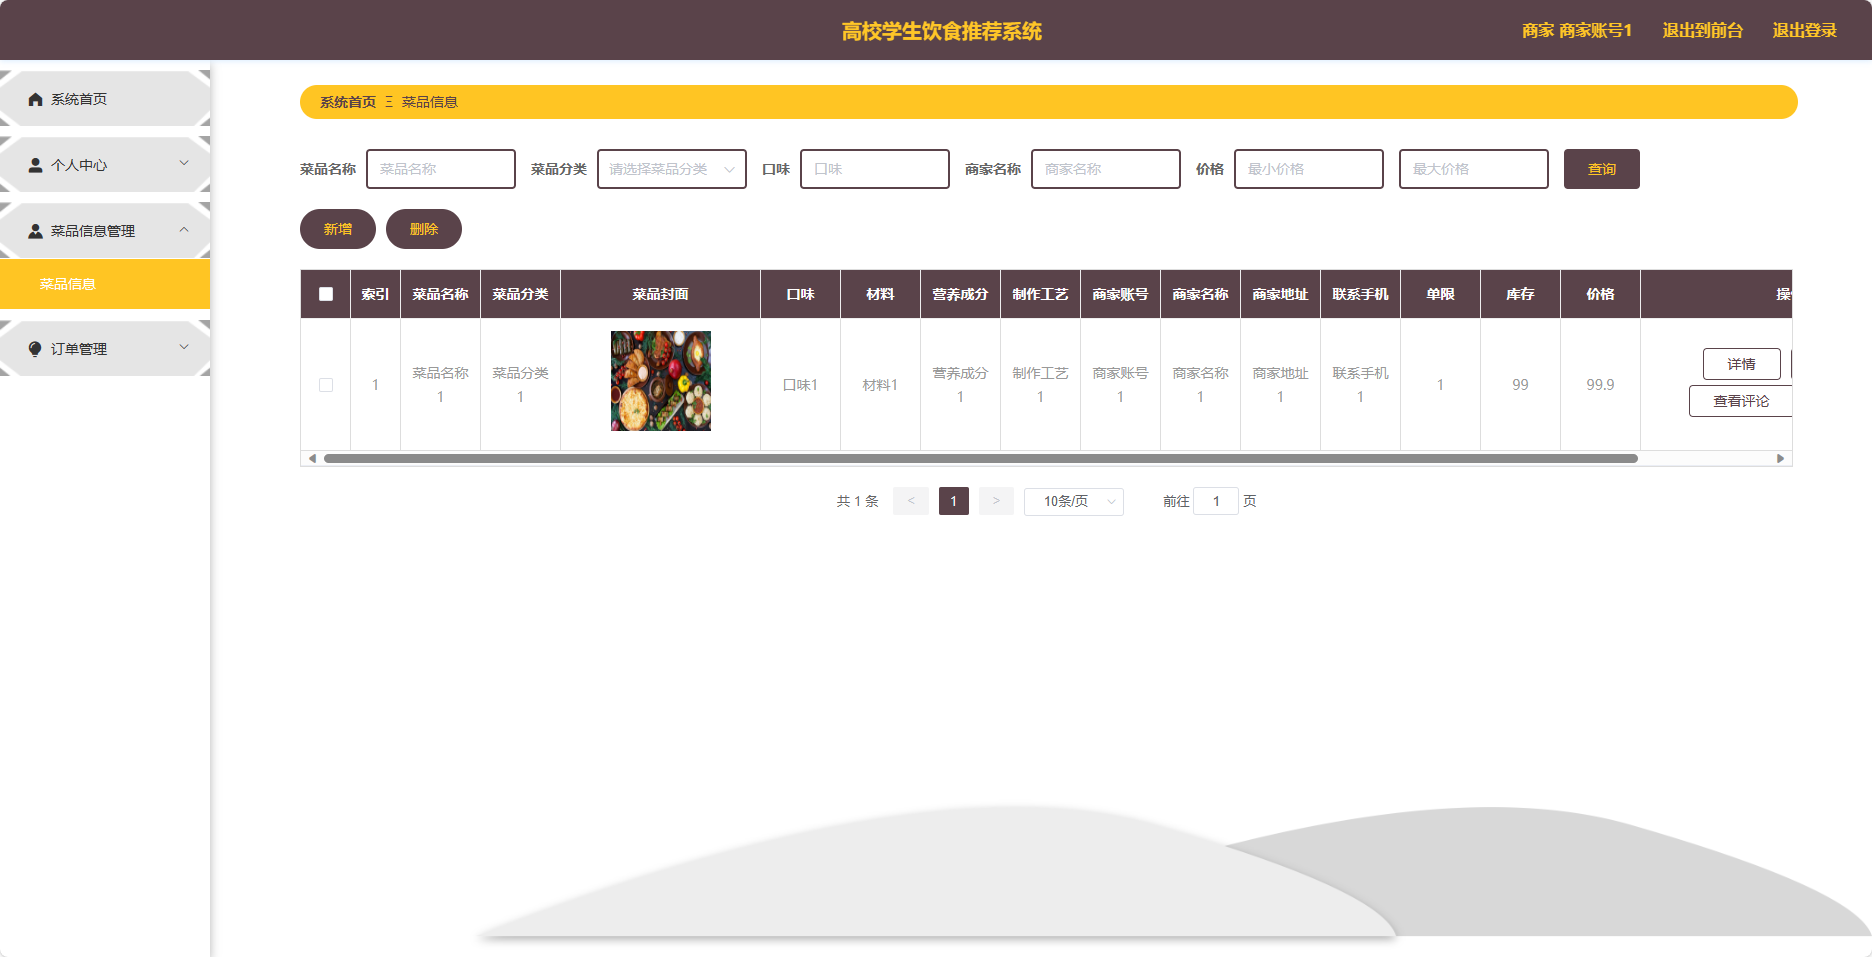 高校学生饮食推荐系统
商家 商家账号1 退出到前台 退出登录
系统首页
个人中心
菜品信息管理
菜品信息
订单管理
系统首页 Ξ 菜品信息
菜品名称 菜品名称 菜品分类 请选择菜品分类 口味 口味 商家名称 商家名称 价格 最小价格 最大价格 查询
新增 删除
索引 菜品名称 菜品分类 菜品封面 口味 材料 营养成分 制作工艺 商家账号 商家名称 商家地址 联系手机 单限 库存 价格
1 菜品名称1 菜品分类1 口味1 材料1 营养成分1 制作工艺1 商家账号1 商家名称1 商家地址1 联系手机1 1 99 99.9 详情
查看评论
共 1 条 < 1 > 10条/页 前往 1 页